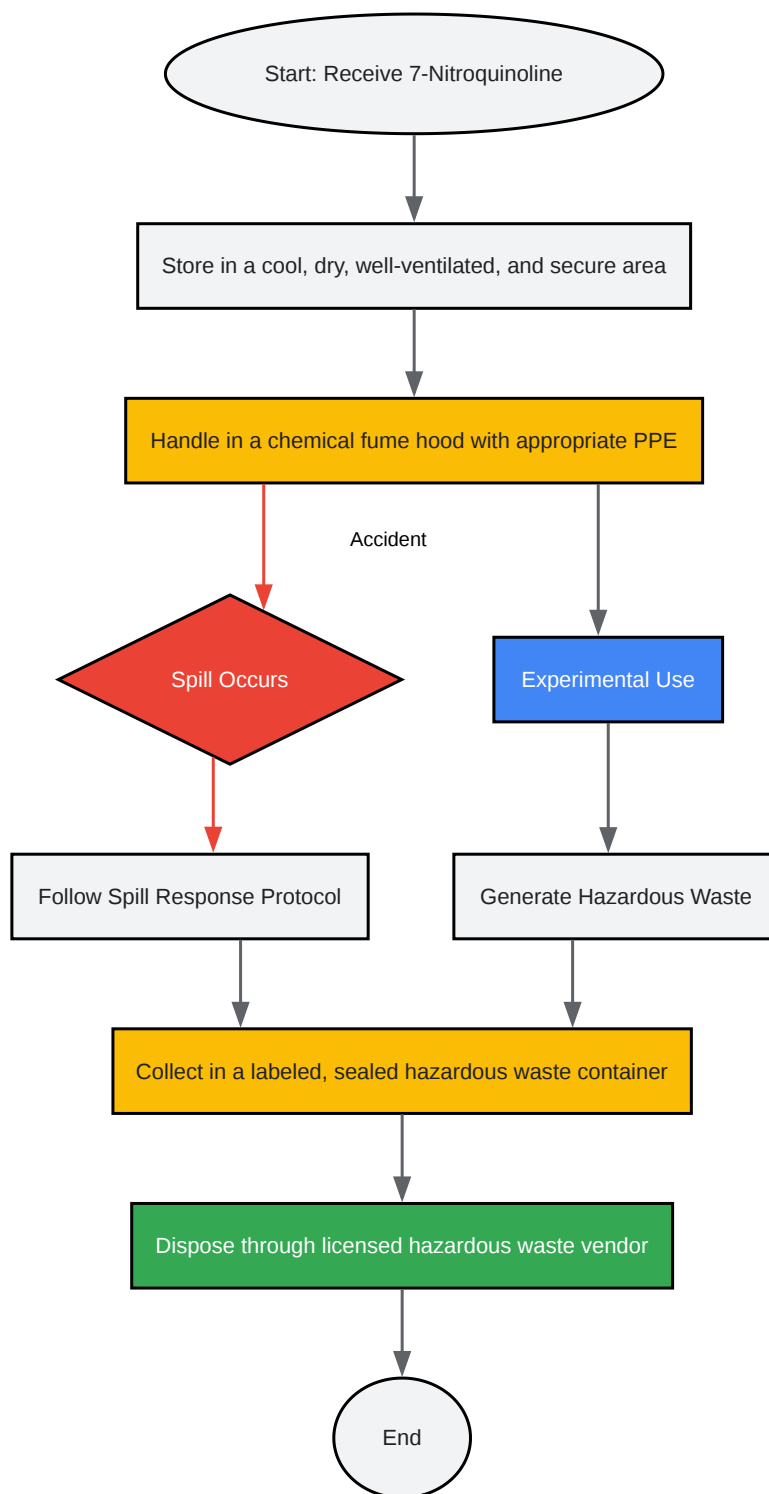 Start: Receive 7-Nitroquinoline
Store in a cool, dry, well-ventilated, and secure area
Handle in a chemical fume hood with appropriate PPE
Accident
Spill Occurs
Experimental Use
Follow Spill Response Protocol
Generate Hazardous Waste
Collect in a labeled, sealed hazardous waste container
Dispose through licensed hazardous waste vendor
End